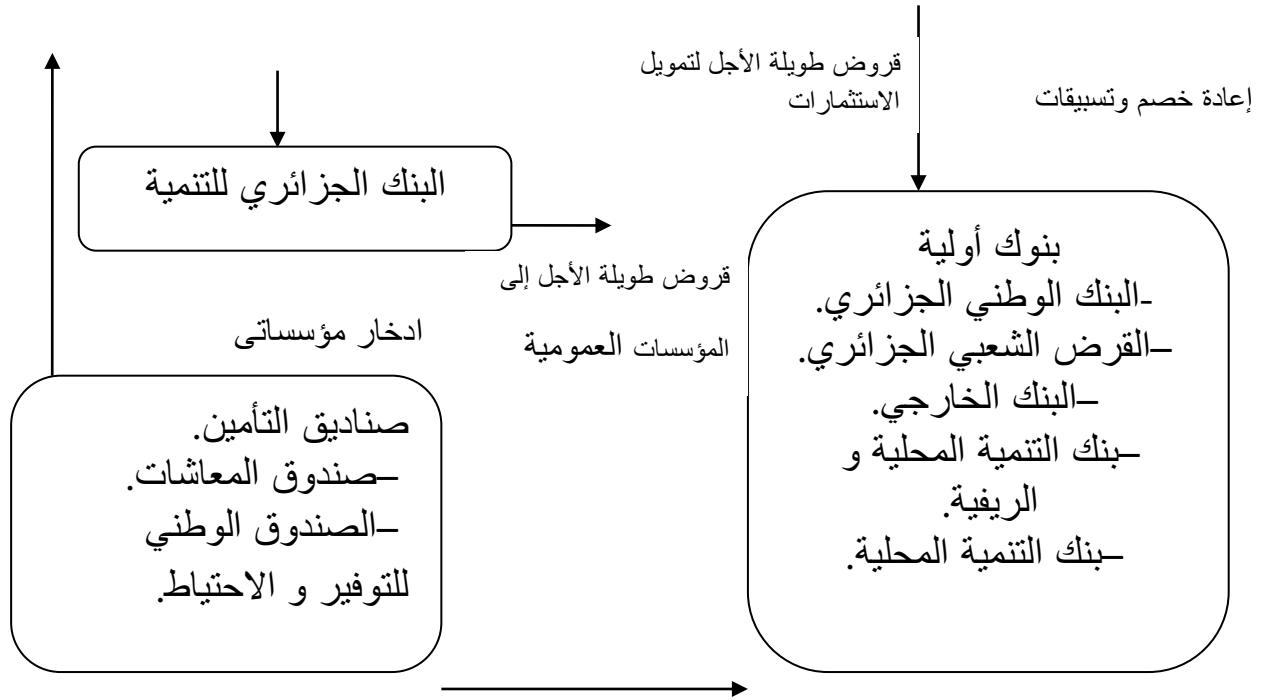 قروض طويلة الأجل لتمويل
الاستثمارات
إعادة خصم وتسبيقات
البنك الجزائري للتنمية
قروض طويلة الأجل إلى
المؤسسات العمومية
ادخار مؤسساتى
بنوك أولية
-البنك الوطني الجزائري.
–القرض الشعبي الجزائري.
–البنك الخارجي.
–بنك التنمية المحلية و
الريفية.
–بنك التنمية المحلية.
صناديق التأمين.
–صندوق المعاشات.
–الصندوق الوطني
للتوفير و الاحتياط.